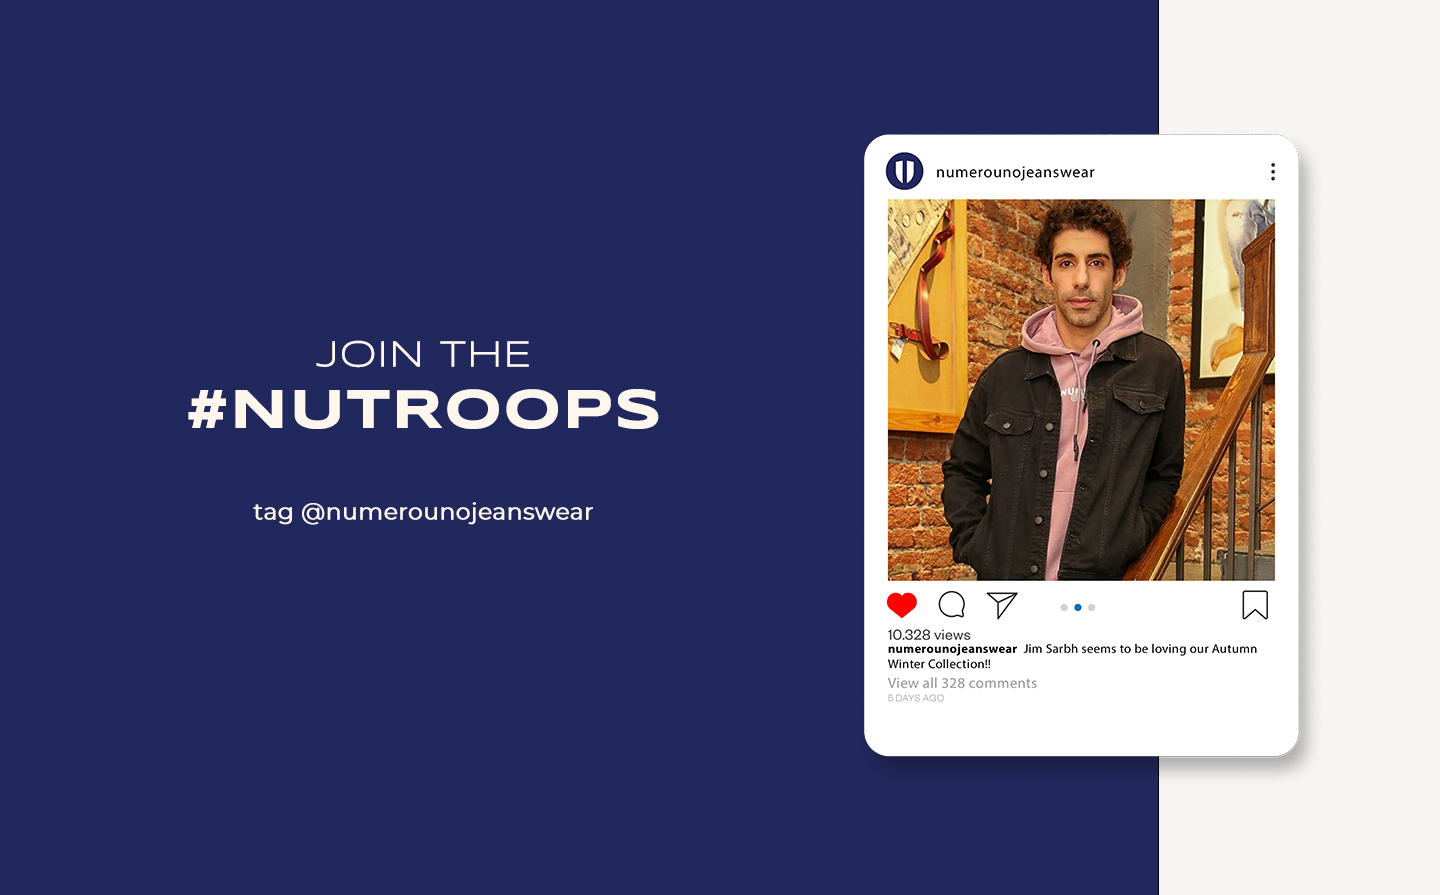 JOIN THE
#NUTROOPS
tag @numerounojeanswear
numerounojeanswear
10.328 views
numerounojeanswear Jim Sarbh seems to be loving our Autumn
Winter Collection!!
View all 328 comments
5 DAYS AGO